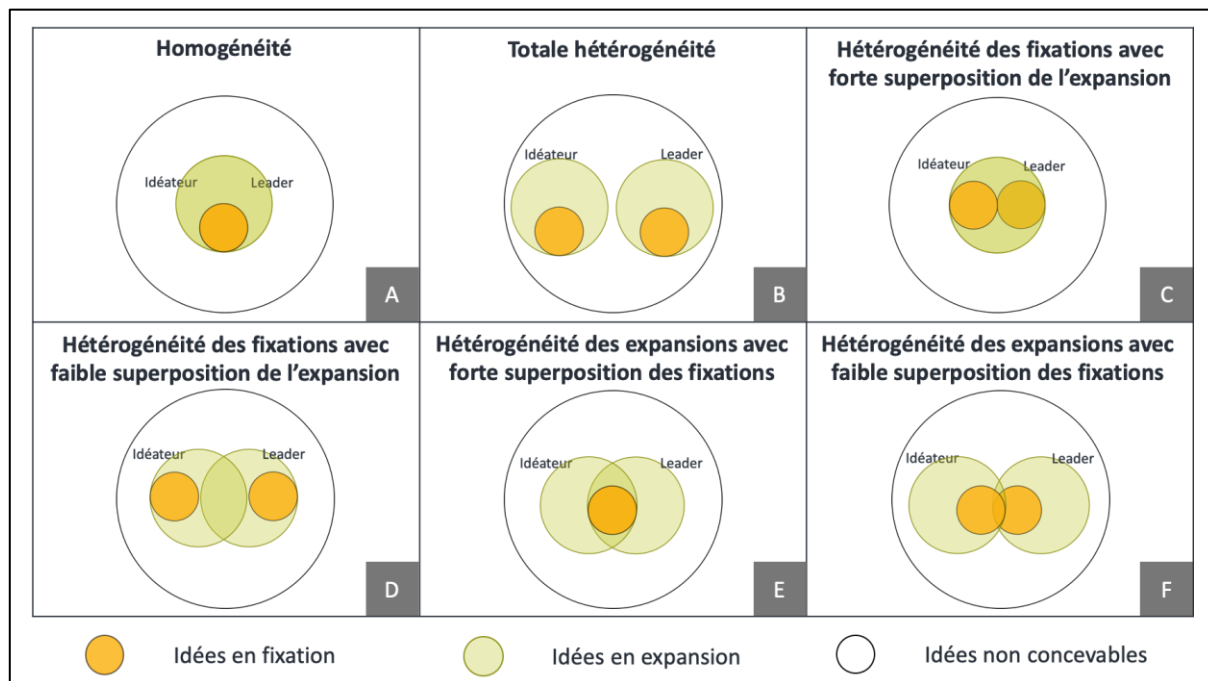 Homogénéité
Idéateur
Leader
A
Totale hétérogénéité
Idéateur
Leader
B
Hétérogénéité des fixations avec
forte superposition de l’expansion
Idéateur
Leader
C
Hétérogénéité des fixations avec
faible superposition de l’expansion
Idéateur
Leader
D
Hétérogénéité des expansions avec
forte superposition des fixations
Idéateur
Leader
E
Hétérogénéité des expansions avec
faible superposition des fixations
Idéateur
Leader
F
Idées en fixation
Idées en expansion
Idées non concevables